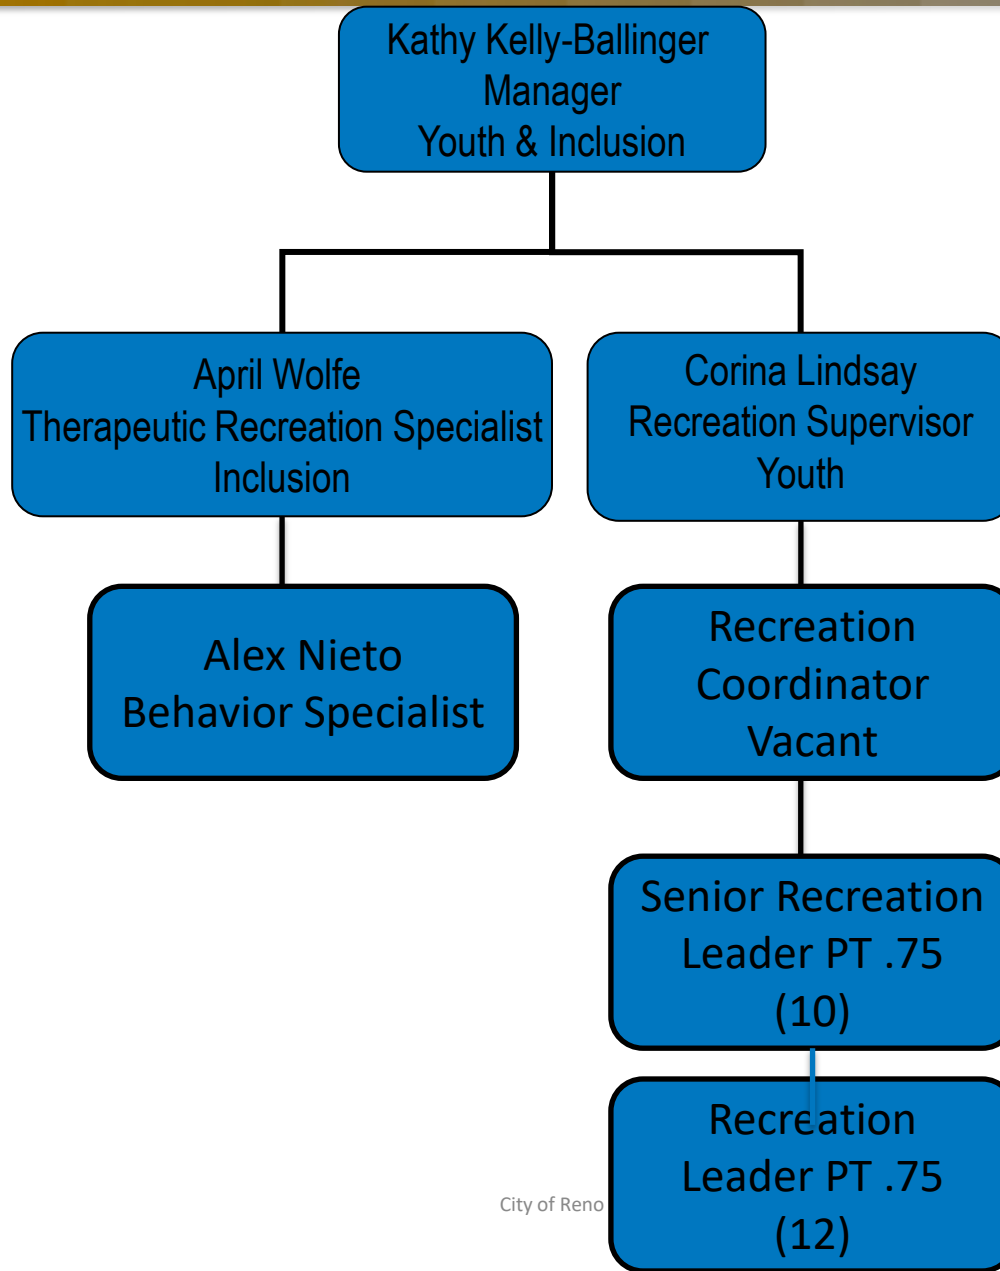 Kathy Kelly-Ballinger
Manager
Youth & Inclusion
April Wolfe
Therapeutic Recreation Specialist
Inclusion
Corina Lindsay
Recreation Supervisor
Youth
Alex Nieto
Behavior Specialist
Recreation
Coordinator
Vacant
Senior Recreation
Leader PT .75
(10)
Recreation
Leader PT .75
(12)
City of Reno